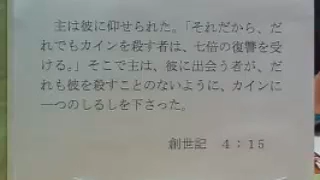 主は彼に仰せられた。「それだから、だ
れでもカインを殺す者は、七倍の復讐を受
ける。」そこで主は、彼に出会う者が、だ
れも彼を殺すことのないように、カインに
一つのしるしを下さった。
創世記 4:15